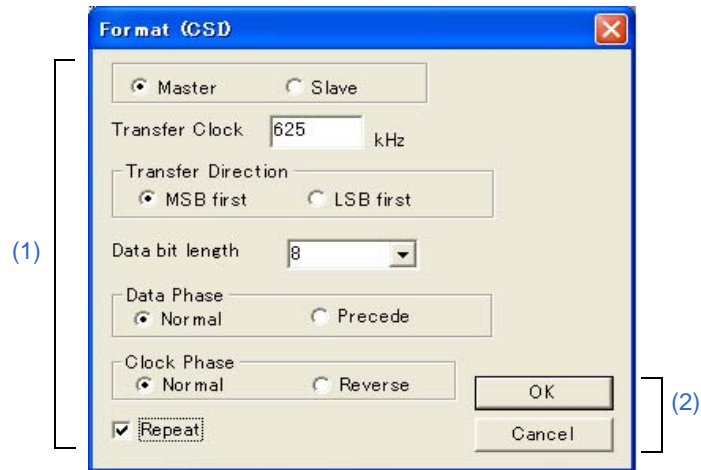 Format (CSI)
Master Slave
Transfer Clock 625 kHz
Transfer Direction
MSB first LSB first
(1)
Data bit length 8
Data Phase
Normal Precede
Clock Phase
Normal Reverse
OK
(2)
Repeat
Cancel